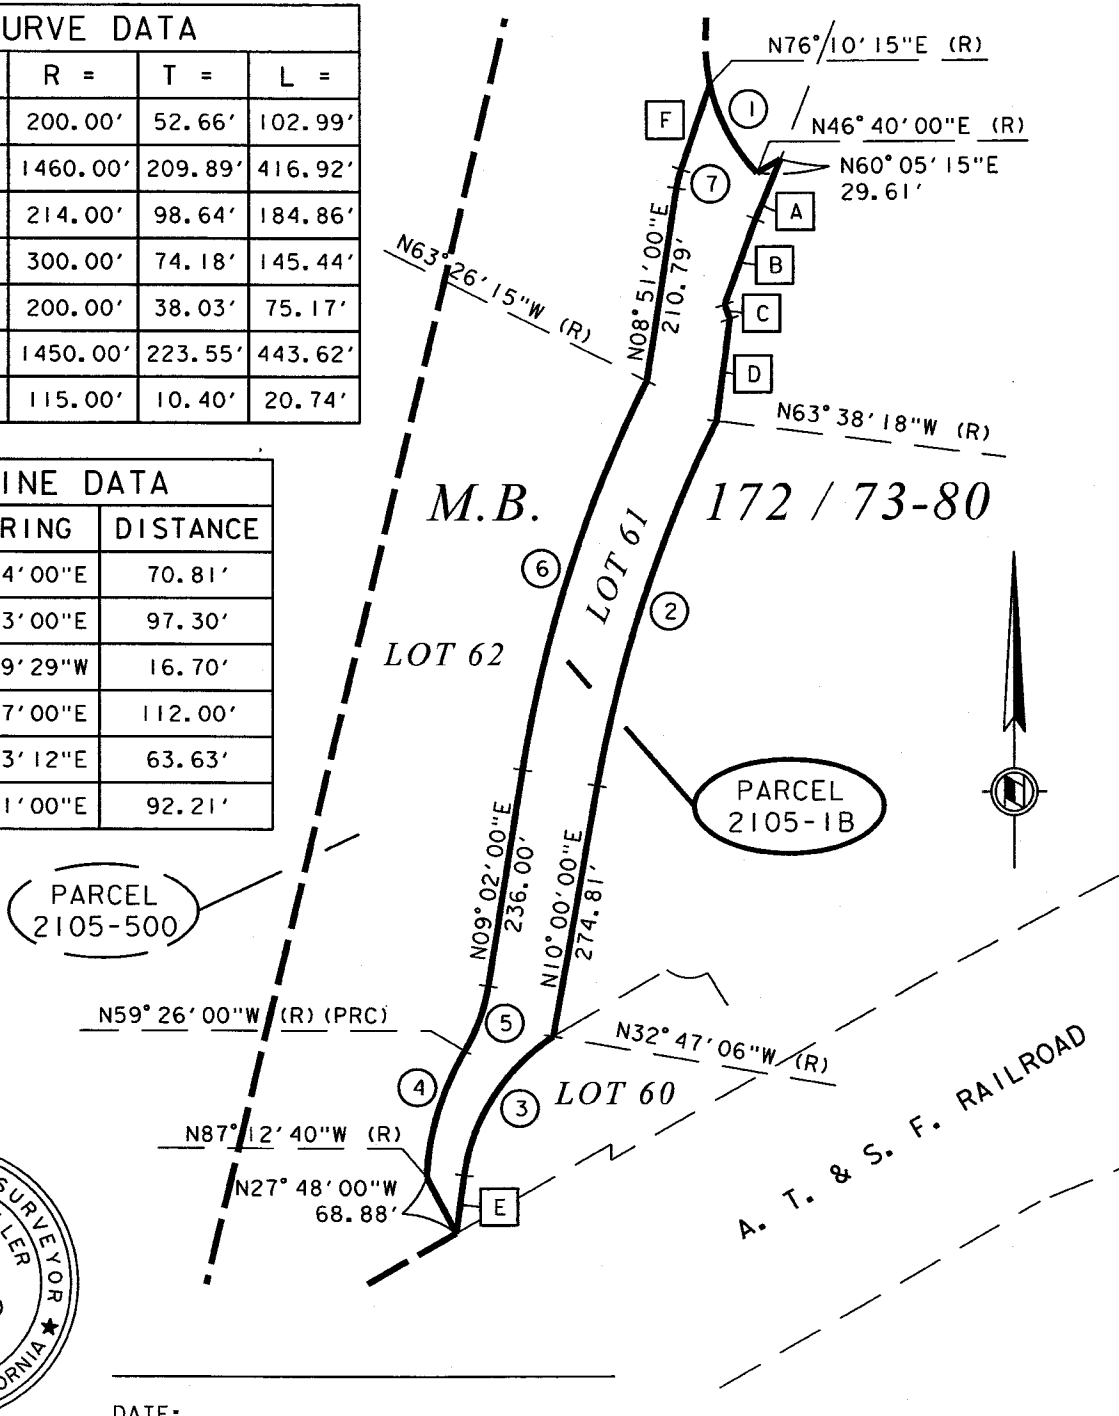 URVE DATA
R = T = L =
200.00' 52.66' 102.99'
1460.00' 209.89' 416.92'
214.00' 98.64' 184.86'
300.00' 74.18' 145.44'
200.00' 38.03' 75.17'
1450.00' 223.55' 443.62'
115.00' 10.40' 20.74'
INE DATA
RING DISTANCE
4'00"E 70.81'
3'00"E 97.30'
9'29"W 16.70'
7'00"E 112.00'
3'12"E 63.63'
1'00"E 92.21'
N76°10'15"E (R)
F
1
N46°40'00"E (R)
N60°05'15"E
29.61'
7
A
B
C
D
N63°26'15"W (R)
N08°51'00"E
210.79'
N63°38'18"W (R)
M.B. 172 / 73-80
LOT 61
6
2
LOT 62
PARCEL
2105-1B
PARCEL
2105-500
N09°02'00"E
236.00'
N10°00'00"E
274.81'
N59°26'00"W (R) (PRC)
5
N32°47'06"W (R)
4
3
LOT 60
N87°12'40"W (R)
N27°48'00"W
68.88'
E
A. T. & S. F. RAILROAD
SURVEYOR
LLER
ORNIA
DATE: